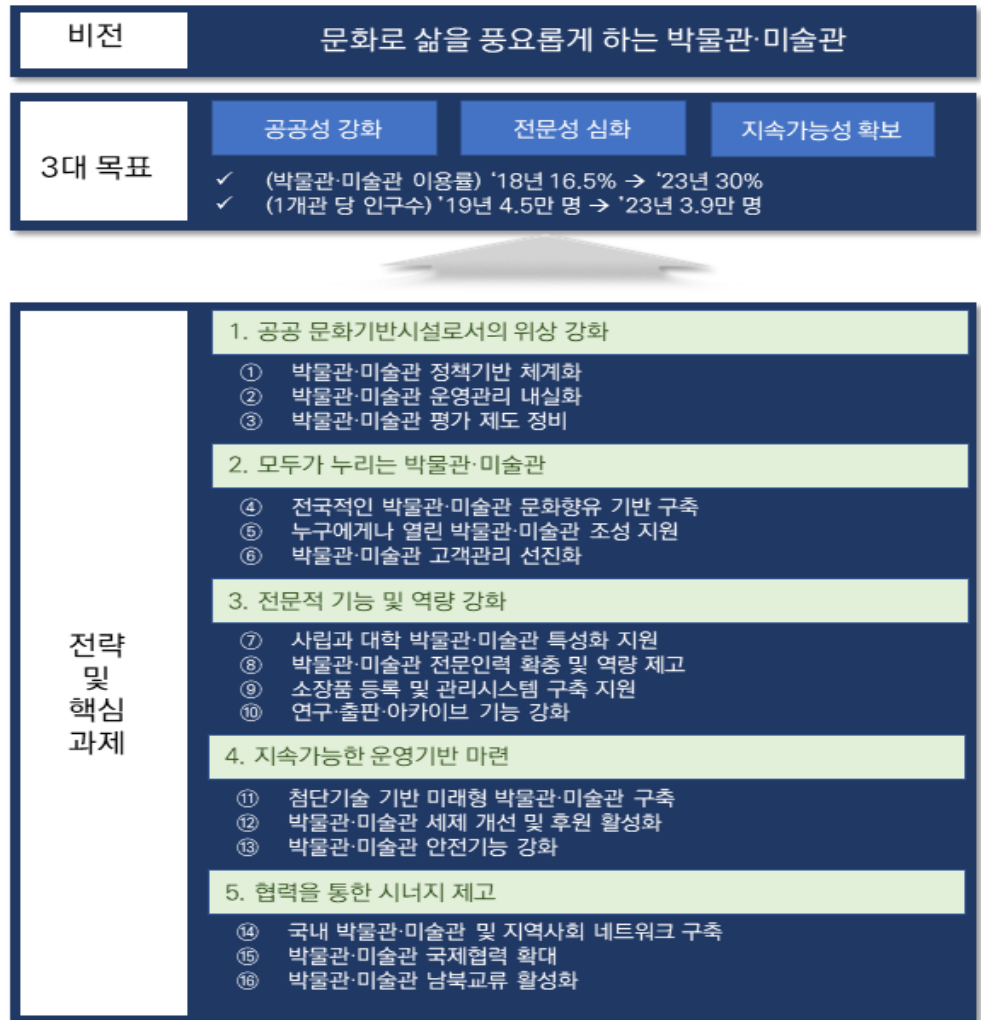 비전
문화로 삶을 풍요롭게 하는 박물관·미술관
3대 목표
공공성 강화
전문성 심화
지속가능성 확보
✓ (박물관·미술관 이용률) ‘18년 16.5% → ‘23년 30%
✓ (1개관 당 인구수) ’19년 4.5만 명 → ’23년 3.9만 명
전략
및
핵심
과제
1. 공공 문화기반시설로서의 위상 강화
① 박물관·미술관 정책기반 체계화
② 박물관·미술관 운영관리 내실화
③ 박물관·미술관 평가 제도 정비
2. 모두가 누리는 박물관·미술관
④ 전국적인 박물관·미술관 문화향유 기반 구축
⑤ 누구에게나 열린 박물관·미술관 조성 지원
⑥ 박물관·미술관 고객관리 선진화
3. 전문적 기능 및 역량 강화
⑦ 사립과 대학 박물관·미술관 특성화 지원
⑧ 박물관·미술관 전문인력 확충 및 역량 제고
⑨ 소장품 등록 및 관리시스템 구축 지원
⑩ 연구·출판·아카이브 기능 강화
4. 지속가능한 운영기반 마련
⑪ 첨단기술 기반 미래형 박물관·미술관 구축
⑫ 박물관·미술관 세제 개선 및 후원 활성화
⑬ 박물관·미술관 안전기능 강화
5. 협력을 통한 시너지 제고
⑭ 국내 박물관·미술관 및 지역사회 네트워크 구축
⑮ 박물관·미술관 국제협력 확대
⑯ 박물관·미술관 남북교류 활성화